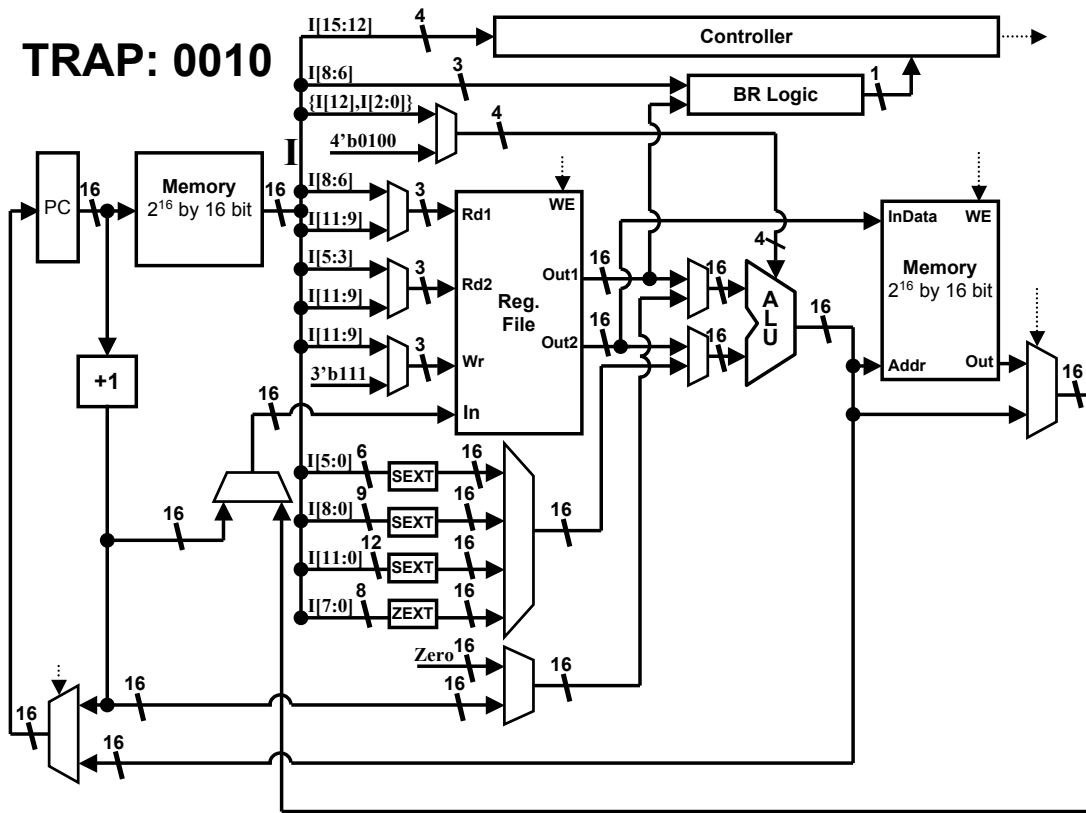 TRAP: 0010
I[15:12] 4 Controller
I[8:6] 3 BR Logic 1
{I[12],I[2:0]} 4
4'b0100
I
PC 16 Memory 16
2^16 by 16 bit
I[8:6] 3 Rd1 WE
I[11:9]
I[5:3] 3 Rd2 Out1 16
I[11:9] Reg.
File
I[11:9] 3 Wr Out2 16
3'b111
16 In
16 ALU 4 16
16
InData WE
Memory
2^16 by 16 bit
Addr Out
16
+1
I[5:0] 6 SEXT 16
I[8:0] 9 SEXT 16 16
16
I[11:0] 12 SEXT 16
I[7:0] 8 ZEXT 16
Zero 16
16 16 16
16
16